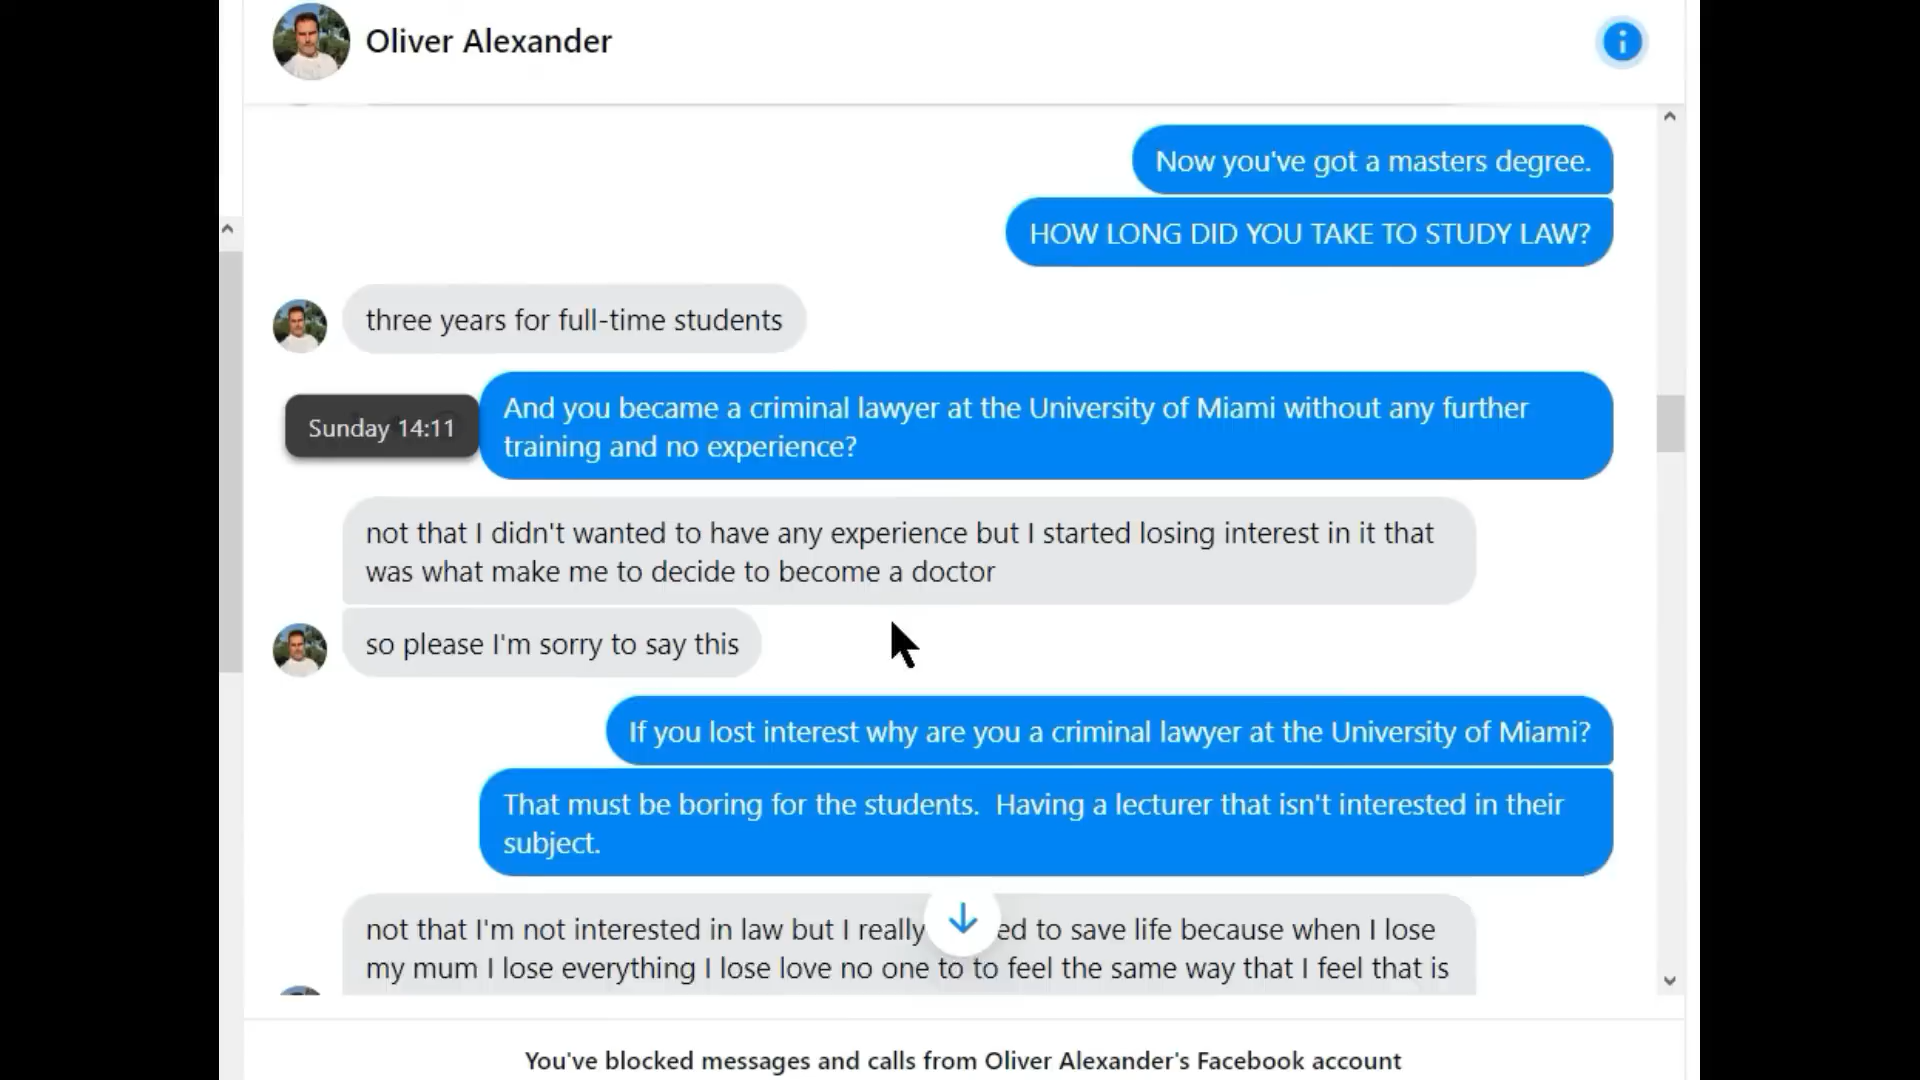 Oliver Alexander
Now you've got a masters degree.
HOW LONG DID YOU TAKE TO STUDY LAW?
three years for full-time students
Sunday 14:11
And you became a criminal lawyer at the University of Miami without any further
training and no experience?
not that I didn't wanted to have any experience but I started losing interest in it that
was what make me to decide to become a doctor
so please I'm sorry to say this
If you lost interest why are you a criminal lawyer at the University of Miami?
That must be boring for the students. Having a lecturer that isn't interested in their
subject.
not that I'm not interested in law but I really ed to save life because when I lose
my mum I lose everything I lose love no one to to feel the same way that I feel that is
You've blocked messages and calls from Oliver Alexander's Facebook account